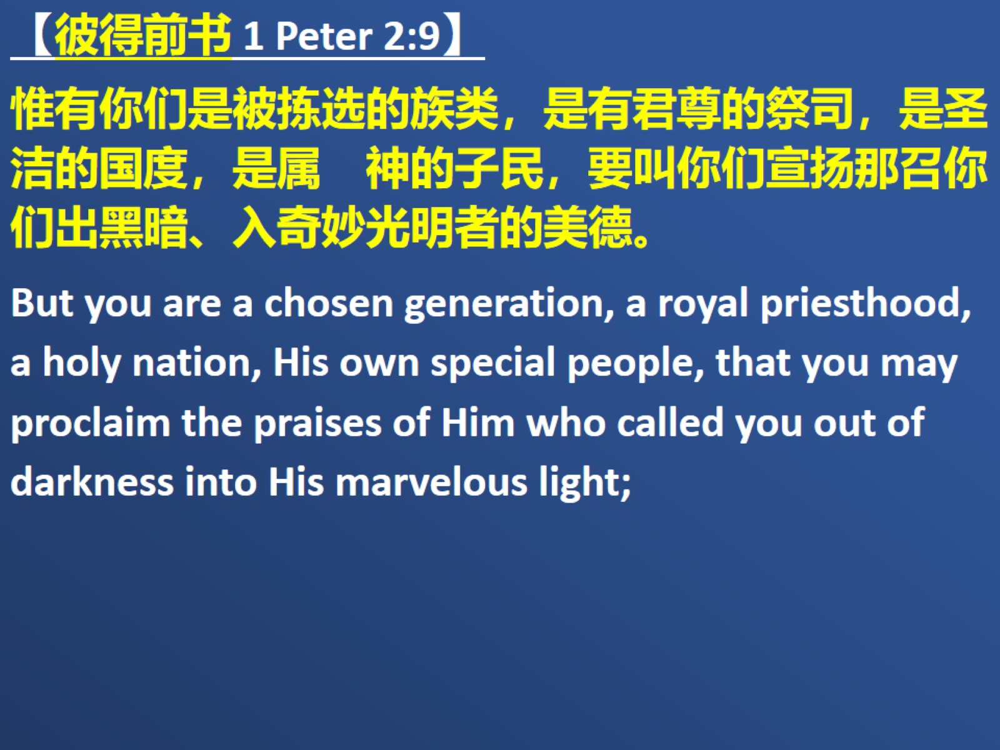 【彼得前书 1 Peter 2:9】
惟有你们是被拣选的族类，是有君尊的祭司，是圣
洁的国度，是属　神的子民，要叫你们宣扬那召你
们出黑暗、入奇妙光明者的美德。
But you are a chosen generation, a royal priesthood,
a holy nation, His own special people, that you may
proclaim the praises of Him who called you out of
darkness into His marvelous light;